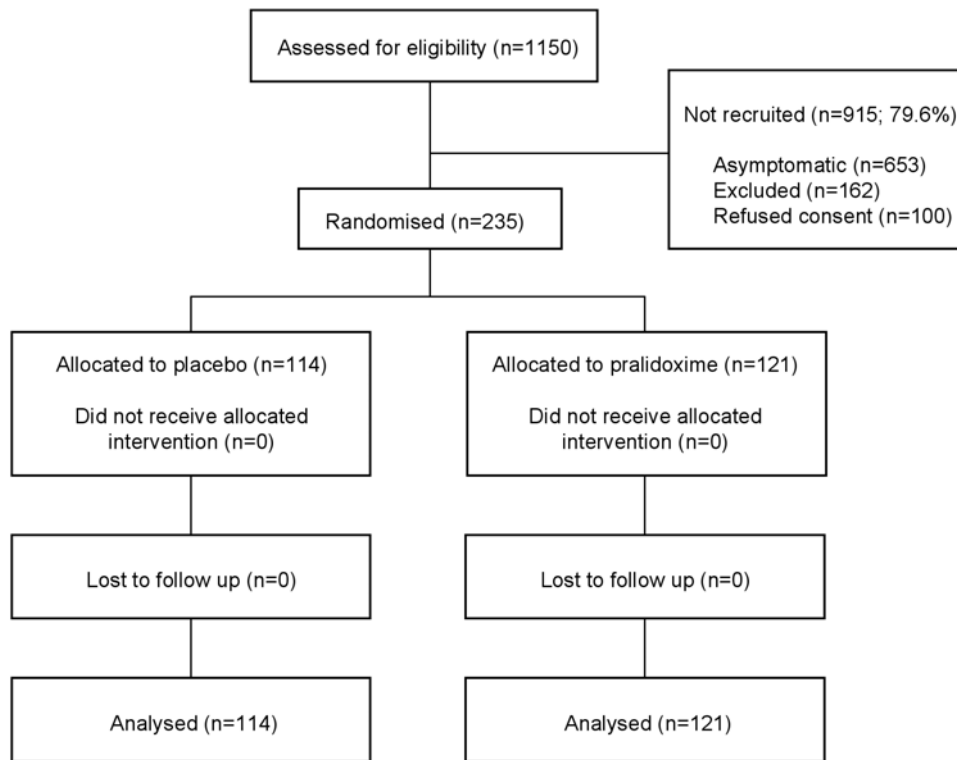 Assessed for eligibility (n=1150)
Not recruited (n=915; 79.6%)
Asymptomatic (n=653)
Excluded (n=162)
Refused consent (n=100)
Randomised (n=235)
Allocated to placebo (n=114)
Did not receive allocated
intervention (n=0)
Allocated to pralidoxime (n=121)
Did not receive allocated
intervention (n=0)
Lost to follow up (n=0)
Lost to follow up (n=0)
Analysed (n=114)
Analysed (n=121)